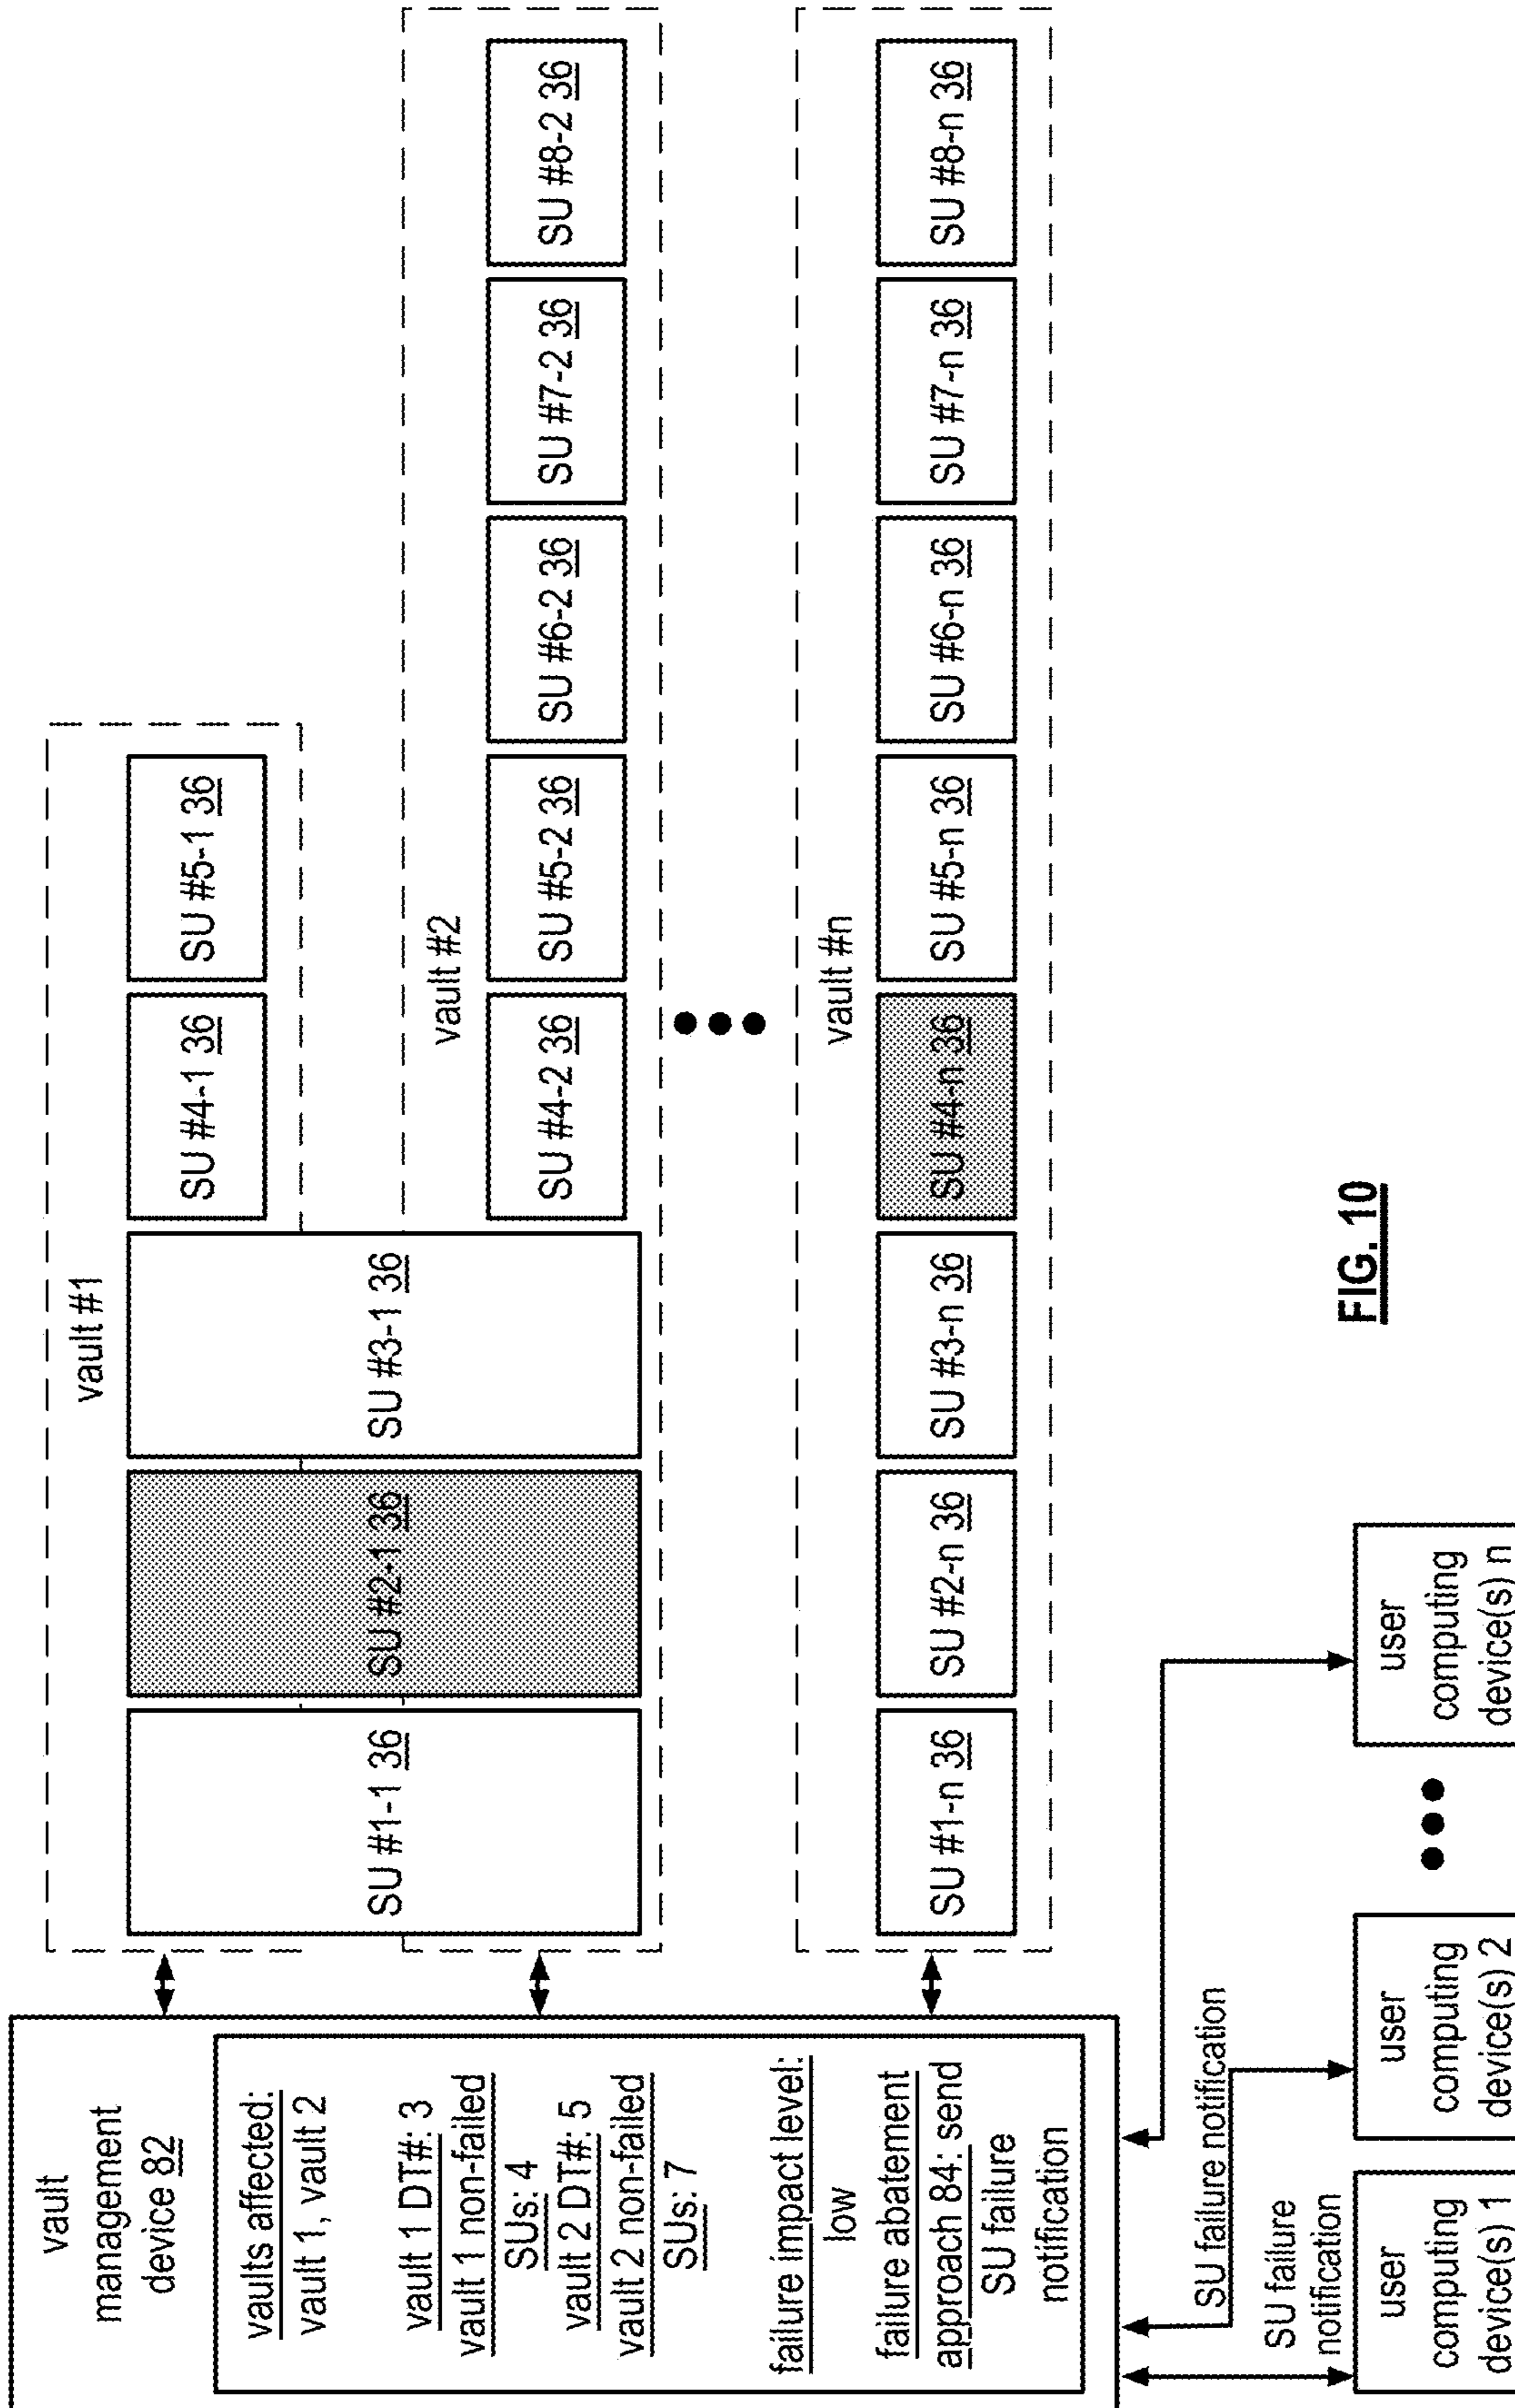 vault
management
device 82
vaults affected:
vault 1, vault 2
vault 1 DT#: 3
vault 1 non-failed
SUs: 4
vault 2 DT#: 5
vault 2 non-failed
SUs: 7
failure impact level:
low
failure abatement
approach 84: send
SU failure
notification
vault #1
SU #1-1 36
SU #2-1 36
SU #3-1 36
SU #4-1 36
SU #5-1 36
vault #2
SU #4-2 36
SU #5-2 36
SU #6-2 36
SU #7-2 36
SU #8-2 36
vault #n
SU #1-n 36
SU #2-n 36
SU #3-n 36
SU #4-n 36
SU #5-n 36
SU #6-n 36
SU #7-n 36
SU #8-n 36
SU failure notification
SU failure
notification
user
computing
device(s) 1
user
computing
device(s) 2
user
computing
device(s) n
FIG. 10